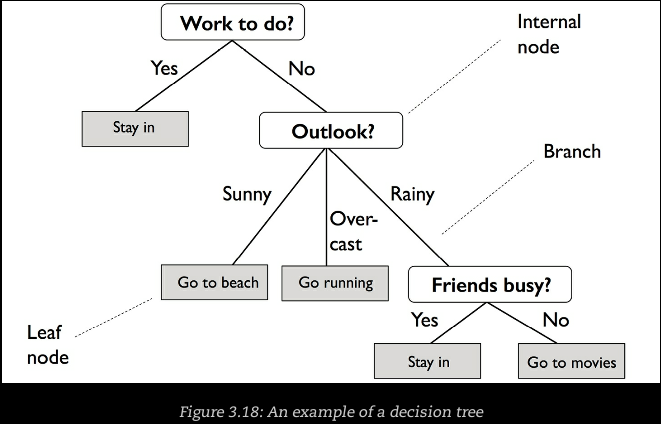 Work to do?
Internal
node
Yes
No
Stay in
Outlook?
Branch
Sunny
Over-
cast
Rainy
Go to beach
Go running
Friends busy?
Leaf
node
Yes
No
Stay in
Go to movies
Figure 3.18: An example of a decision tree